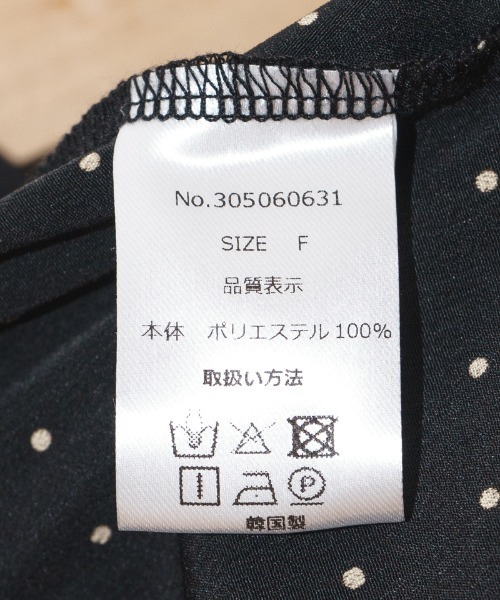 No.305060631
SIZE F
品質表示
本体 ポリエステル100%
取扱い方法
P
韓国製